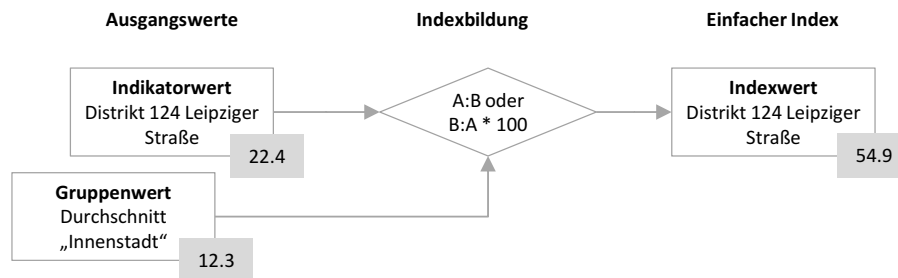 Ausgangswerte
Indexbildung
Einfacher Index
Indikatorwert
Distrikt 124 Leipziger
Straße
22.4
A:B oder
B:A * 100
Indexwert
Distrikt 124 Leipziger
Straße
54.9
Gruppenwert
Durchschnitt
„Innenstadt“
12.3